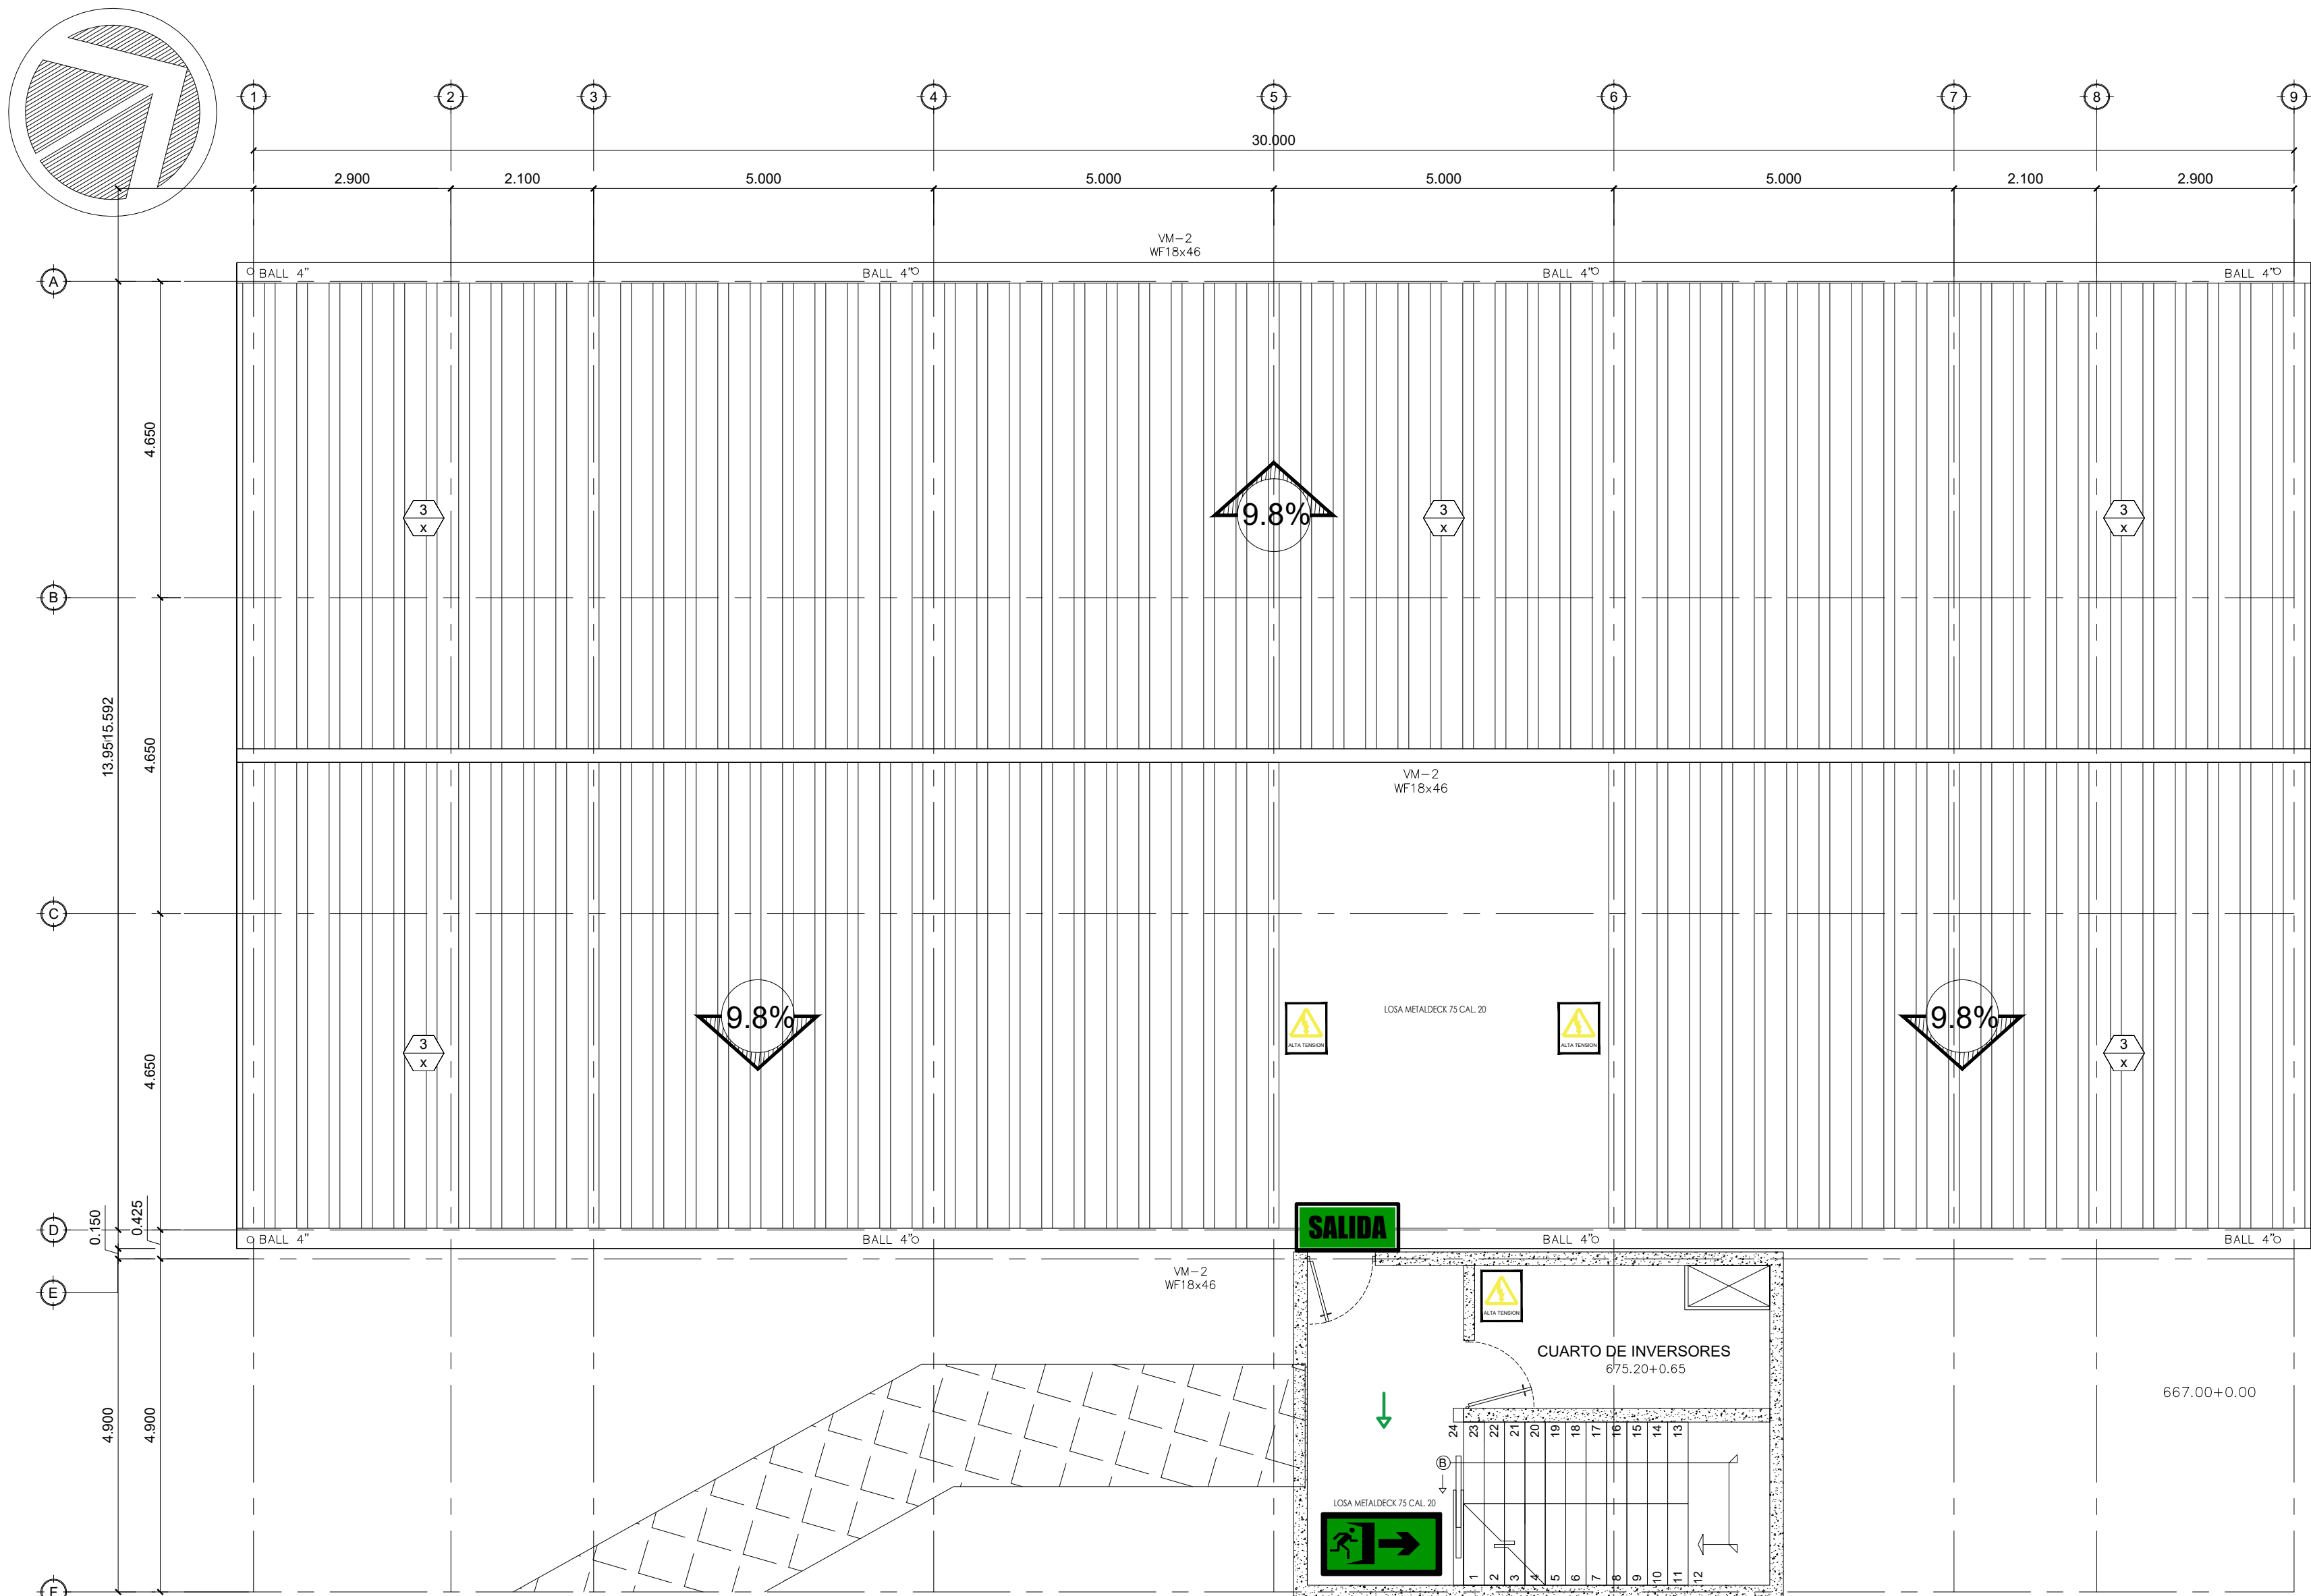 1 2 3 4 5 6 7 8 9
30.000
2.900 2.100 5.000 5.000 5.000 5.000 2.100 2.900
VM-2
WF18x46
A
BALL 4" BALL 4" BALL 4" BALL 4"
4.650
3
x
9.8%
3
x
3
x
B
13.95 15.592
4.650
VM-2
WF18x46
C
4.650
3
x
9.8%
ALTA TENSION
LOSA METALDECK 75 CAL. 20
ALTA TENSION
9.8%
3
x
0.150
0.425
D
SALIDA
BALL 4" BALL 4" BALL 4" BALL 4"
VM-2
WF18x46
E
ALTA TENSION
CUARTO DE INVERSORES
675.20+0.65
667.00+0.00
4.900
4.900
24 23 22 21 20 19 18 17 16 15 14 13
B
LOSA METALDECK 75 CAL. 20
1 2 3 4 5 6 7 8 9 10 11 12
F